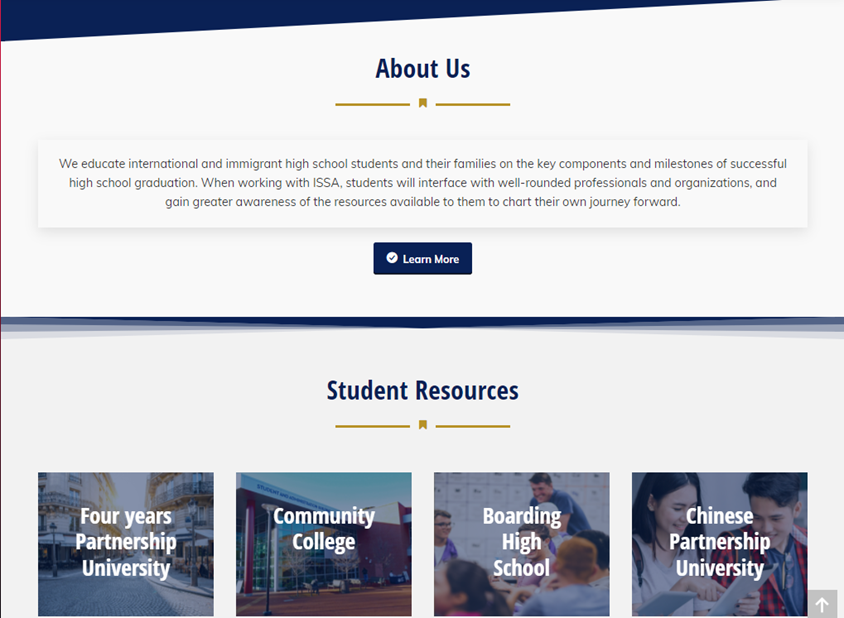 About Us
We educate international and immigrant high school students and their families on the key components and milestones of successful
high school graduation. When working with ISSA, students will interface with well-rounded professionals and organizations, and
gain greater awareness of the resources available to them to chart their own journey forward.
Learn More
Student Resources
Four years
Partnership
University
Community
College
Boarding
High
School
Chinese
Partnership
University